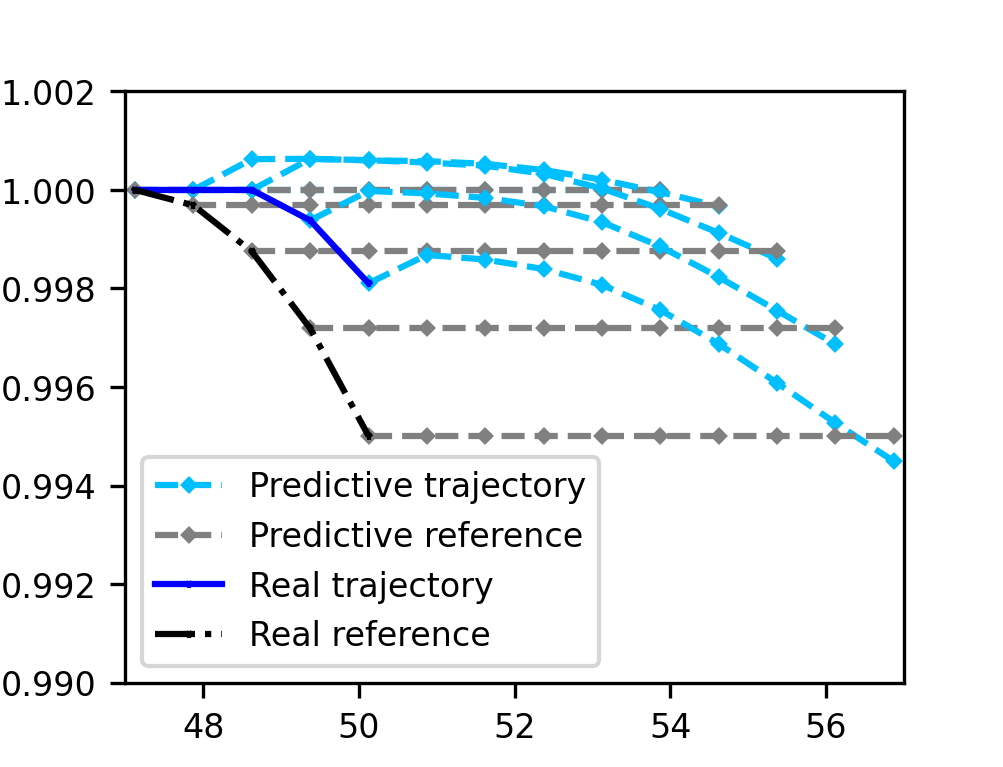 1.002
1.000
0.998
0.996
0.994
0.992
0.990
Predictive trajectory
Predictive reference
Real trajectory
Real reference
48 50 52 54 56